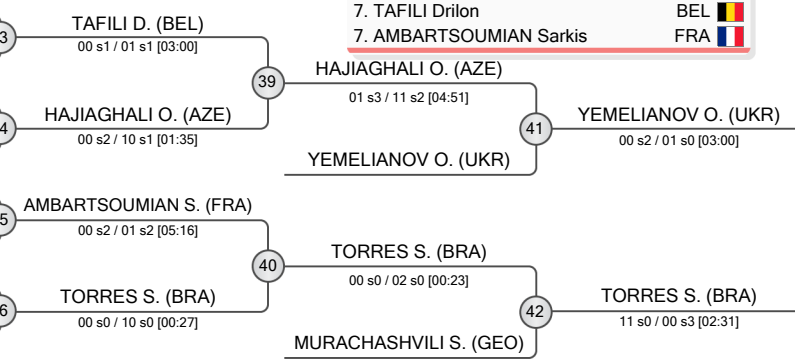 7. TAFILI Drilon BEL
7. AMBARTSOUMIAN Sarkis FRA
3
TAFILI D. (BEL)
00 s1 / 01 s1 [03:00]
39
HAJIAGHALI O. (AZE)
01 s3 / 11 s2 [04:51]
4
HAJIAGHALI O. (AZE)
00 s2 / 10 s1 [01:35]
41
YEMELIANOV O. (UKR)
00 s2 / 01 s0 [03:00]
YEMELIANOV O. (UKR)
5
AMBARTSOUMIAN S. (FRA)
00 s2 / 01 s2 [05:16]
40
TORRES S. (BRA)
00 s0 / 02 s0 [00:23]
6
TORRES S. (BRA)
00 s0 / 10 s0 [00:27]
42
TORRES S. (BRA)
11 s0 / 00 s3 [02:31]
MURACHASHVILI S. (GEO)